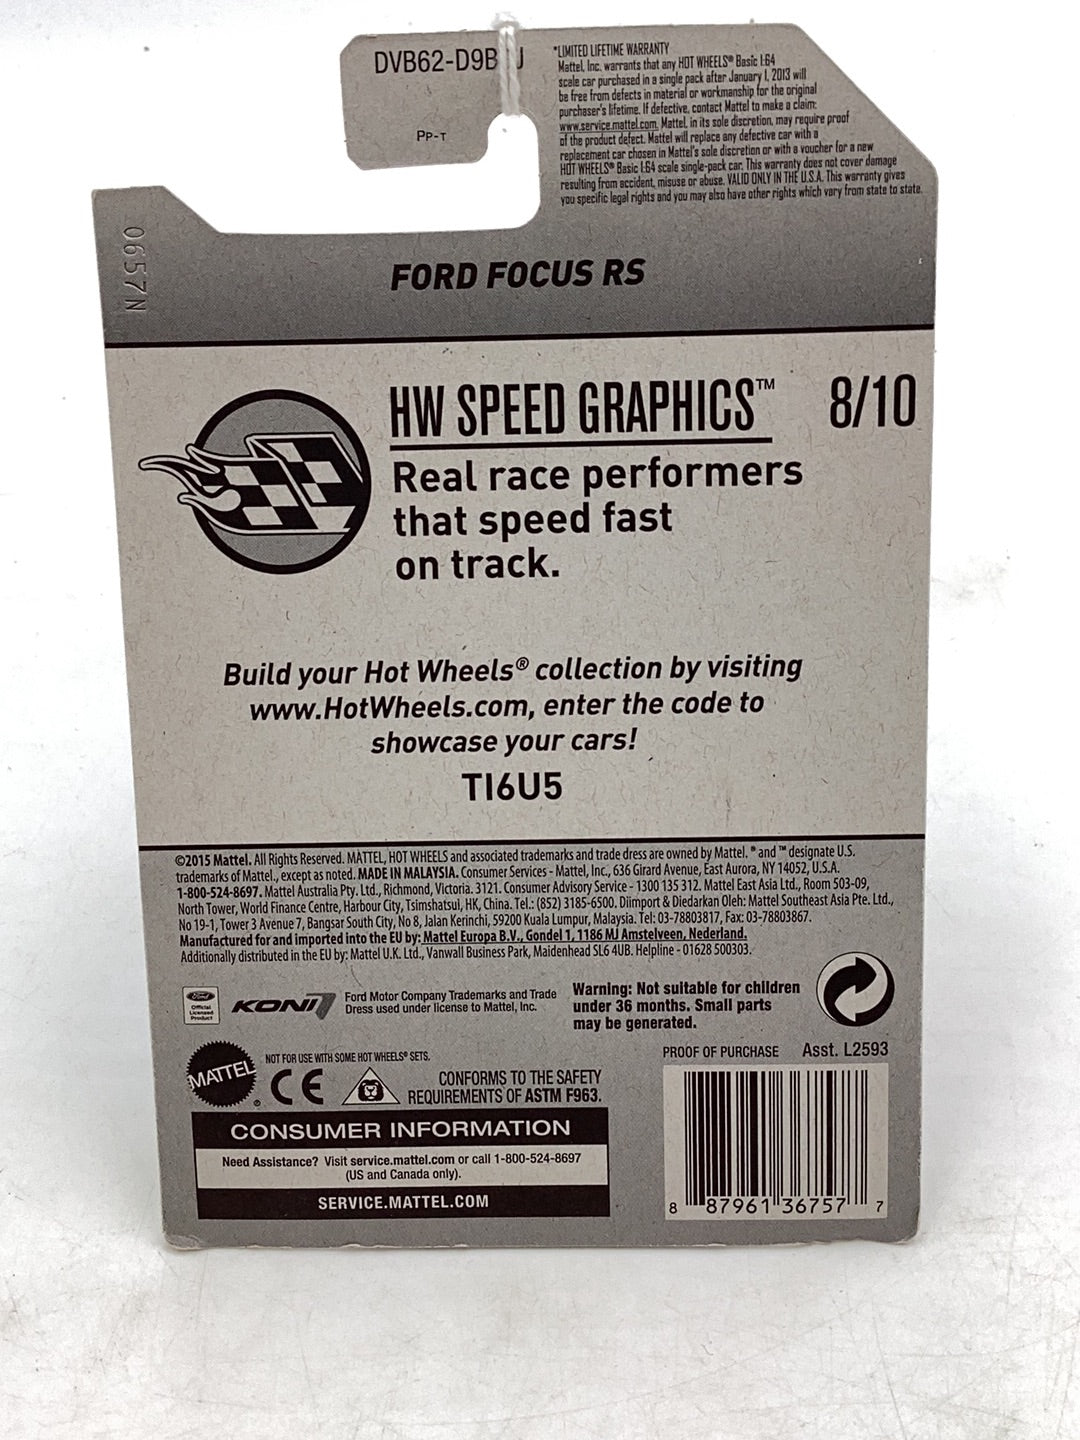 DVB62-D9B
PP-T
*LIMITED LIFETIME WARRANTY
Mattel, Inc. warrants that any HOT WHEELS® Basic 1:64
scale car purchased in a single pack after January 1, 2013 will
be free from defects in material or workmanship for the original
purchaser's lifetime. If defective, contact Mattel to make a claim:
www.service.mattel.com. Mattel, in its sole discretion, may require proof
of the product defect. Mattel will replace any defective car with a
replacement car chosen in Mattel's sole discretion or with a voucher for a new
HOT WHEELS® Basic 1:64 scale single-pack car. This warranty does not cover damage
resulting from accident, misuse or abuse. VALID ONLY IN THE U.S.A. This warranty gives
you specific legal rights and you may also have other rights which vary from state to state.
0657N
FORD FOCUS RS
HW SPEED GRAPHICS™ 8/10
Real race performers
that speed fast
on track.
Build your Hot Wheels® collection by visiting
www.HotWheels.com, enter the code to
showcase your cars!
TI6U5
©2015 Mattel. All Rights Reserved. MATTEL, HOT WHEELS and associated trademarks and trade dress are owned by Mattel. ® and ™ designate U.S.
trademarks of Mattel., except as noted. MADE IN MALAYSIA. Consumer Services - Mattel, Inc., 636 Girard Avenue, East Aurora, NY 14052, U.S.A.
1-800-524-8697. Mattel Australia Pty. Ltd., Richmond, Victoria. 3121. Consumer Advisory Service - 1300 135 312. Mattel East Asia Ltd., Room 503-09,
North Tower, World Finance Centre, Harbour City, Tsimshatsui, HK, China. Tel.: (852) 3185-6500. Diimport & Diedarkan Oleh: Mattel Southeast Asia Pte. Ltd.,
No 19-1, Tower 3 Avenue 7, Bangsar South City, No 8, Jalan Kerinchi, 59200 Kuala Lumpur, Malaysia. Tel: 03-78803817, Fax: 03-78803867.
Manufactured for and imported into the EU by: Mattel Europa B.V., Gondel 1, 1186 MJ Amstelveen, Nederland.
Additionally distributed in the EU by: Mattel U.K. Ltd., Vanwall Business Park, Maidenhead SL6 4UB. Helpline - 01628 500303.
Ford
Official
Licensed
Product
KONI
Ford Motor Company Trademarks and Trade
Dress used under license to Mattel, Inc.
Warning: Not suitable for children
under 36 months. Small parts
may be generated.
PROOF OF PURCHASE Asst. L2593
MATTEL®
NOT FOR USE WITH SOME HOT WHEELS® SETS.
CE
CONFORMS TO THE SAFETY
REQUIREMENTS OF ASTM F963.
CONSUMER INFORMATION
Need Assistance? Visit service.mattel.com or call 1-800-524-8697
(US and Canada only).
SERVICE.MATTEL.COM
8 87961 36757 7